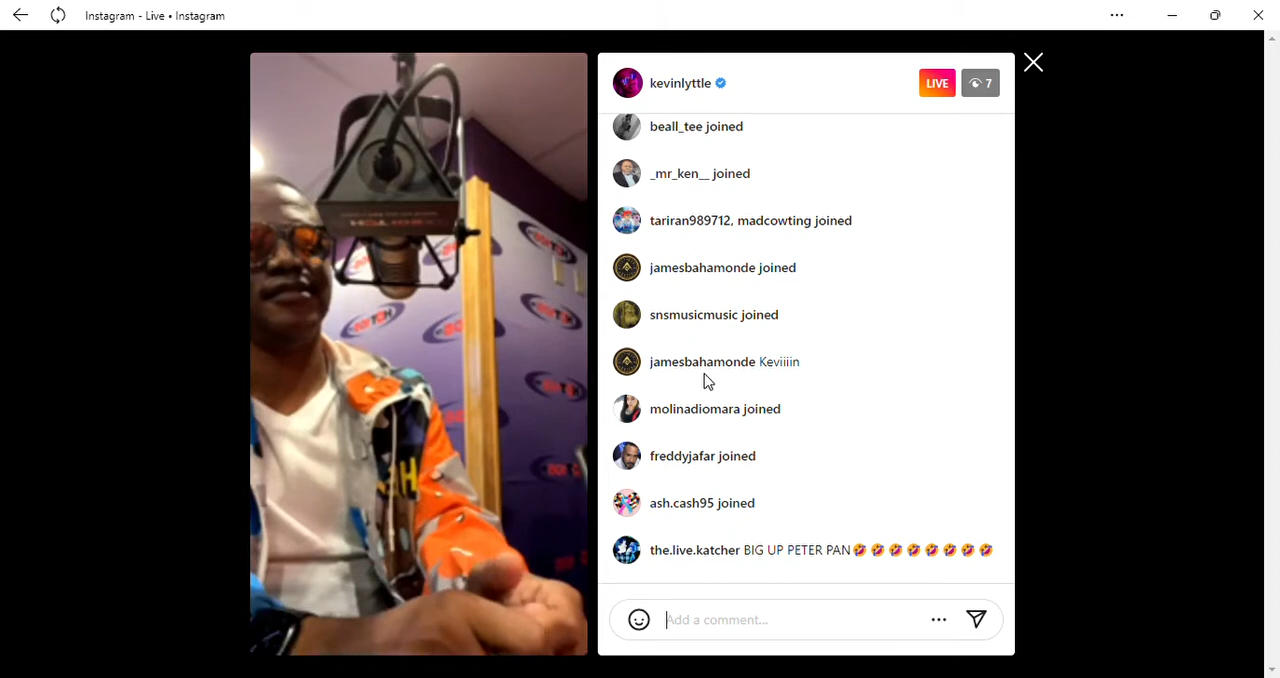 Instagram - Live • Instagram
kevinlyttle
LIVE
7
beall_tee joined
_mr_ken__ joined
tariran989712, madcowting joined
jamesbahamonde joined
snsmusicmusic joined
jamesbahamonde Keviiiin
molinadiomara joined
freddyjafar joined
ash.cash95 joined
the.live.katcher BIG UP PETER PAN🤣 🤣 🤣 🤣 🤣 🤣 🤣 🤣
Add a comment...